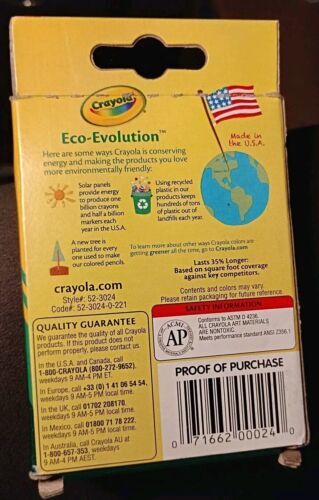 Crayola
Eco-Evolution™
Here are some ways Crayola is conserving
energy and making the products you love
more environmentally friendly:
Made in
the U.S.A.
Solar panels
provide energy
to produce one
billion crayons
and half a billion
markers each
year in the U.S.A.
Using recycled
plastic in our
products keeps
hundreds of tons
of plastic out of
landfills each year.
A new tree is
planted for every
one used to make
our colored pencils.
To learn more about other ways Crayola colors are
getting greener all the time, go to Crayola.com
crayola.com
Style#: 52-3024
Code#: 52-3024-0-221
Lasts 35% Longer:
Based on square foot coverage
against key competitors.
Contents and colors may vary.
Please retain packaging for future reference.
QUALITY GUARANTEE
We guarantee the quality of all Crayola
products. If this product does not
perform properly, please contact us.
In the U.S.A. and Canada, call
1-800-CRAYOLA (800-272-9652).
weekdays 9 AM-4 PM ET.
In Europe, call +33 (0) 1 41 06 54 54,
weekdays 9 AM-5 PM local time.
In the UK, call 01702 208170,
weekdays 9 AM-5 PM local time.
In Mexico, call 01800 71 78 222,
weekdays 9 AM-5 PM local time.
In Australia, call Crayola AU at
1-800-657-353, weekdays
9 AM-4 PM AEST.
SAFETY INFORMATION
ACMI
AP
Conforms to ASTM D 4236.
ALL CRAYOLA ART MATERIALS
ARE NONTOXIC.
Meets performance standard ANSI Z356.1
PROOF OF PURCHASE
0 71662 00024 0